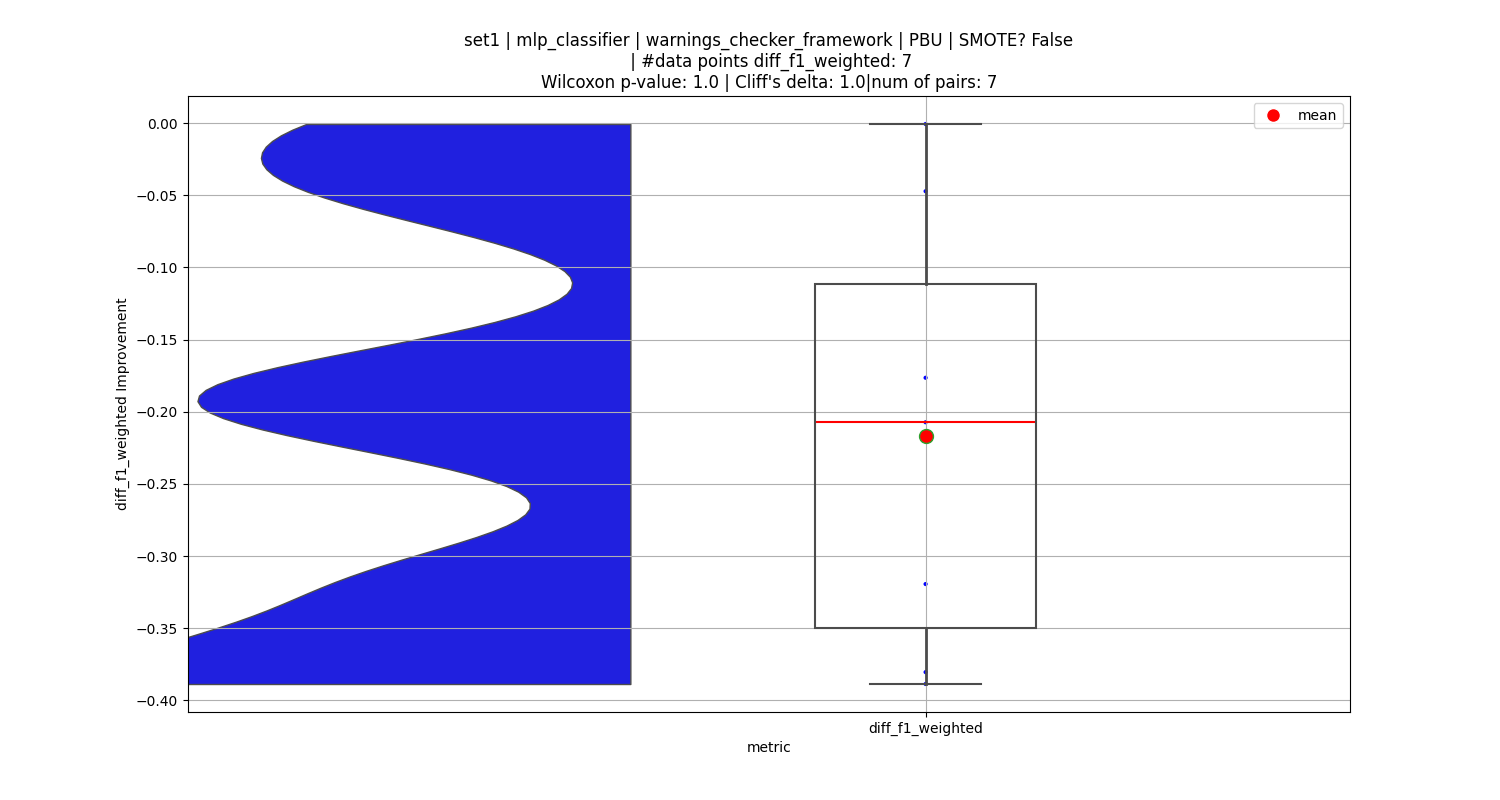 set1 | mlp_classifier | warnings_checker_framework | PBU | SMOTE? False
| #data points diff_f1_weighted: 7
Wilcoxon p-value: 1.0 | Cliff's delta: 1.0|num of pairs: 7
mean
0.00
−0.05
−0.10
−0.15
−0.20
−0.25
−0.30
−0.35
−0.40
diff_f1_weighted Improvement
diff_f1_weighted
metric